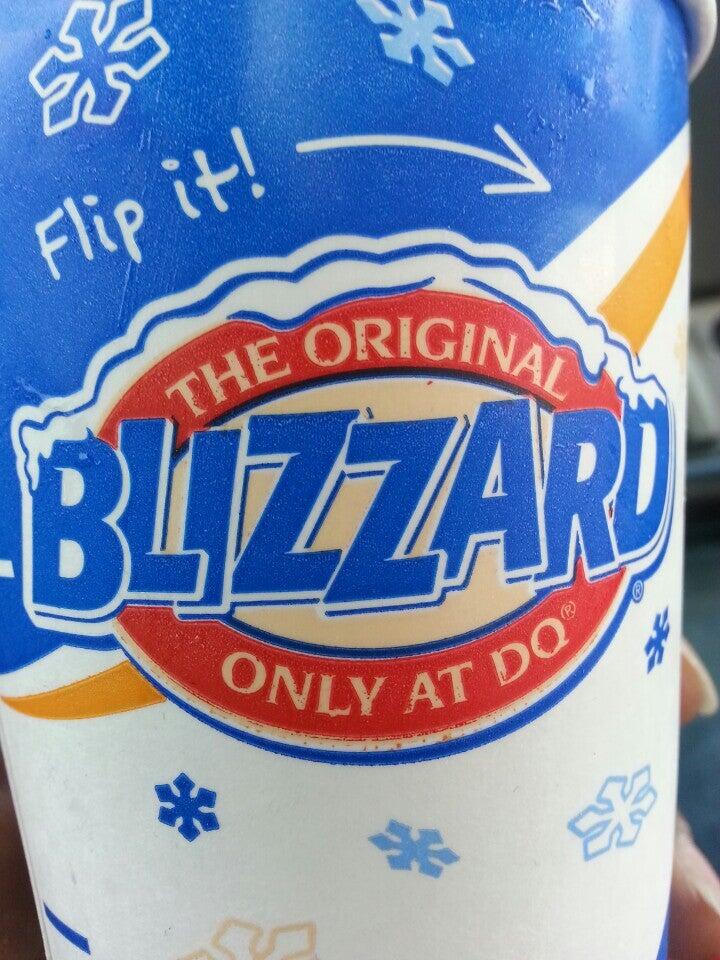 Flip it!
THE ORIGINAL
BLIZZARD®
ONLY AT DQ®